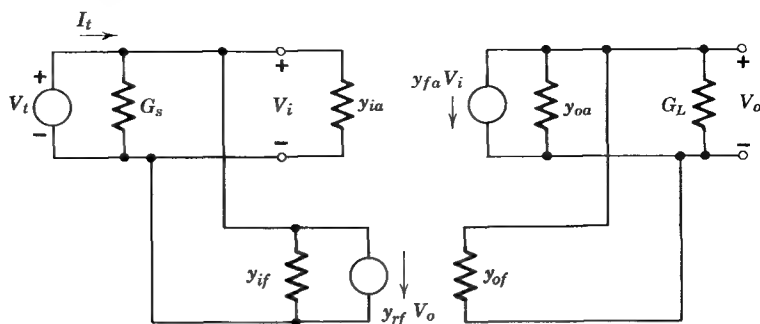 I_t
+
V_t
−
G_s
+
V_i
−
y_ia
y_fa V_i
y_oa
G_L
+
V_o
−
y_if
y_rf V_o
y_of